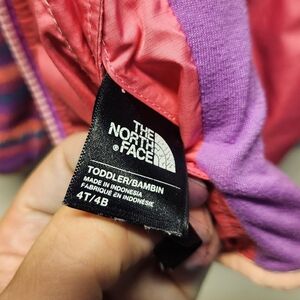 THE
NORTH
FACE
®
TODDLER/BAMBIN
MADE IN INDONESIA
FABRIQUÉ EN INDONÉSIE
4T/4B